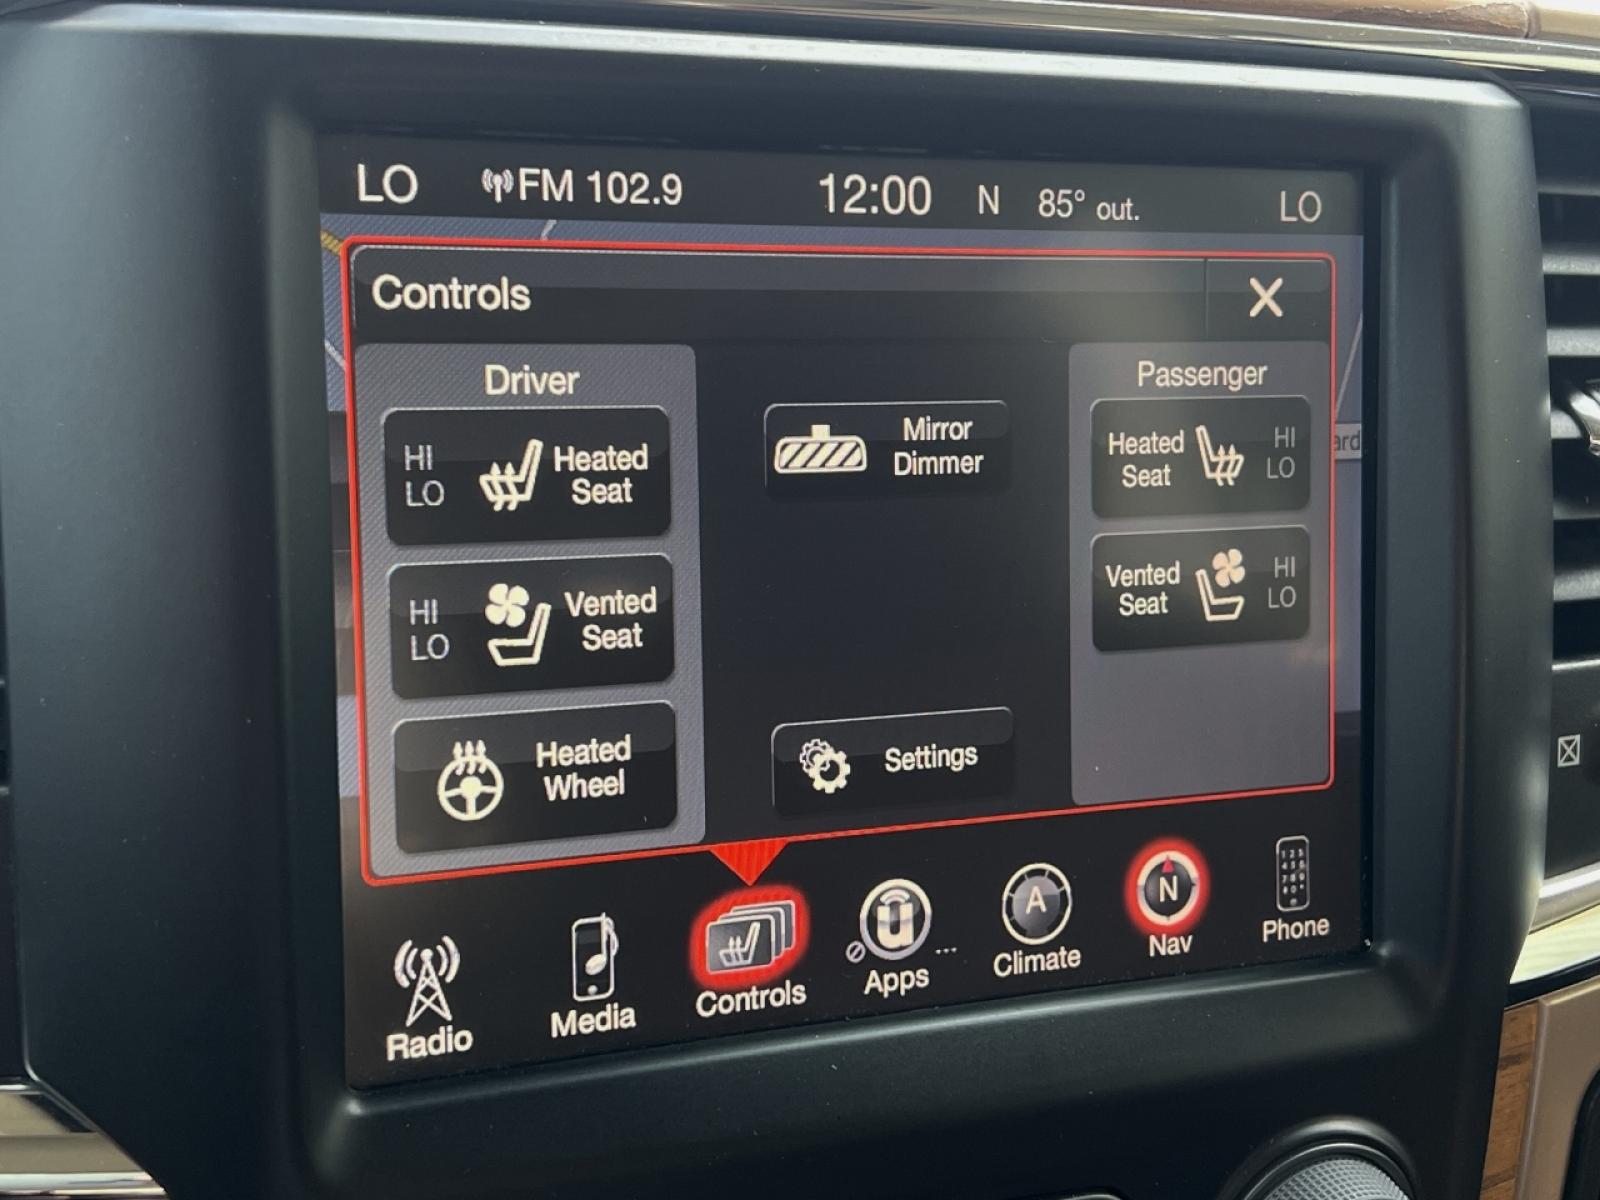 LO FM 102.9 12:00 N 85° out. LO
Controls
Driver
HI
LO
Heated
Seat
HI
LO
Vented
Seat
Heated
Wheel
Mirror
Dimmer
Settings
Passenger
Heated
Seat
HI
LO
Vented
Seat
HI
LO
ard
Radio
Media
Controls
Apps
...
A
Climate
N
Nav
Phone